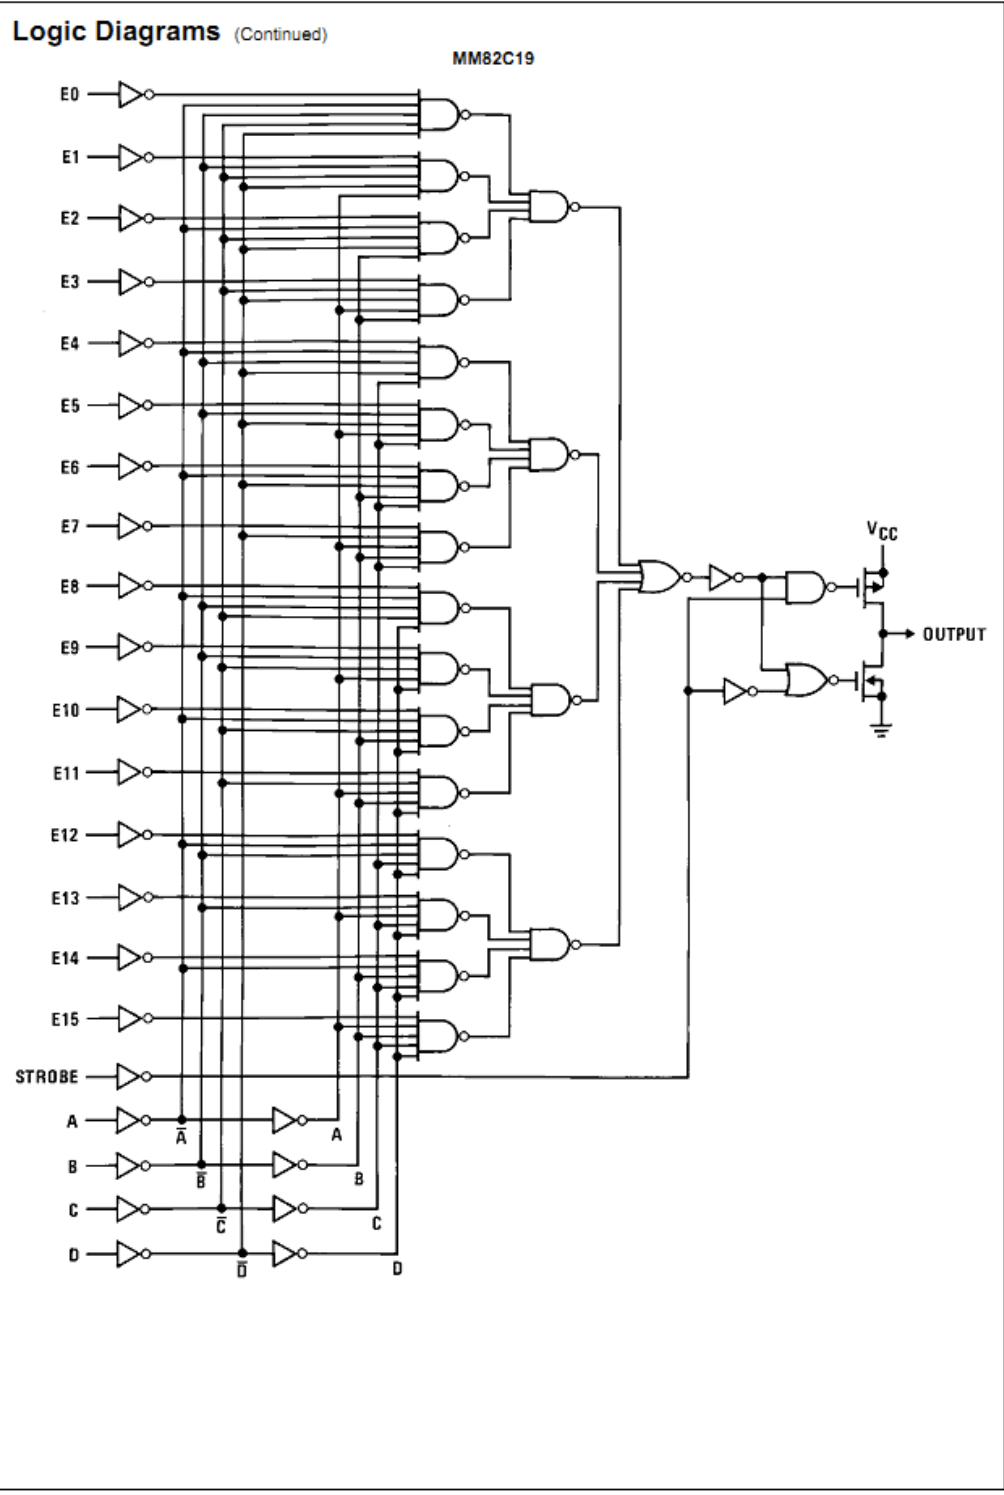 Logic Diagrams (Continued)
MM82C19
E0
E1
E2
E3
E4
E5
E6
E7
VCC
E8
OUTPUT
E9
E10
E11
E12
E13
E14
E15
STROBE
A
A̅
A
B
B̅
B
C
C̅
C
D
D̅
D